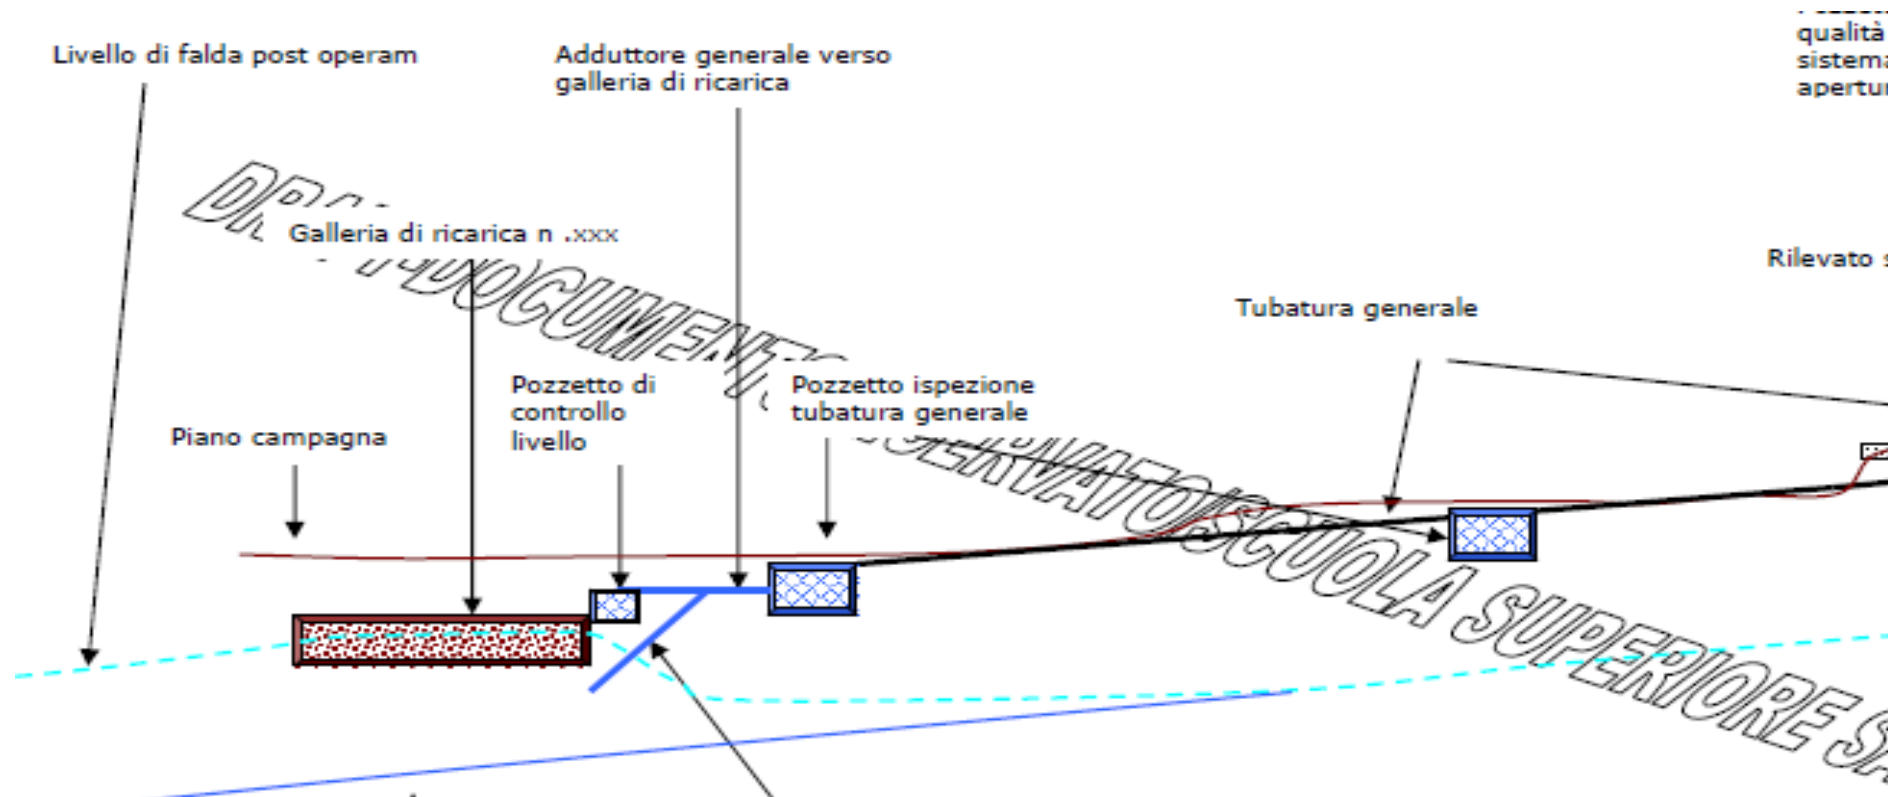 Livello di falda post operam
Adduttore generale verso
galleria di ricarica
qualità
Galleria di ricarica n .xxx
Rilevato
Tubatura generale
Pozzetto di
controllo
livello
Pozzetto ispezione
tubatura generale
Piano campagna
SCUOLA SUPERIORE